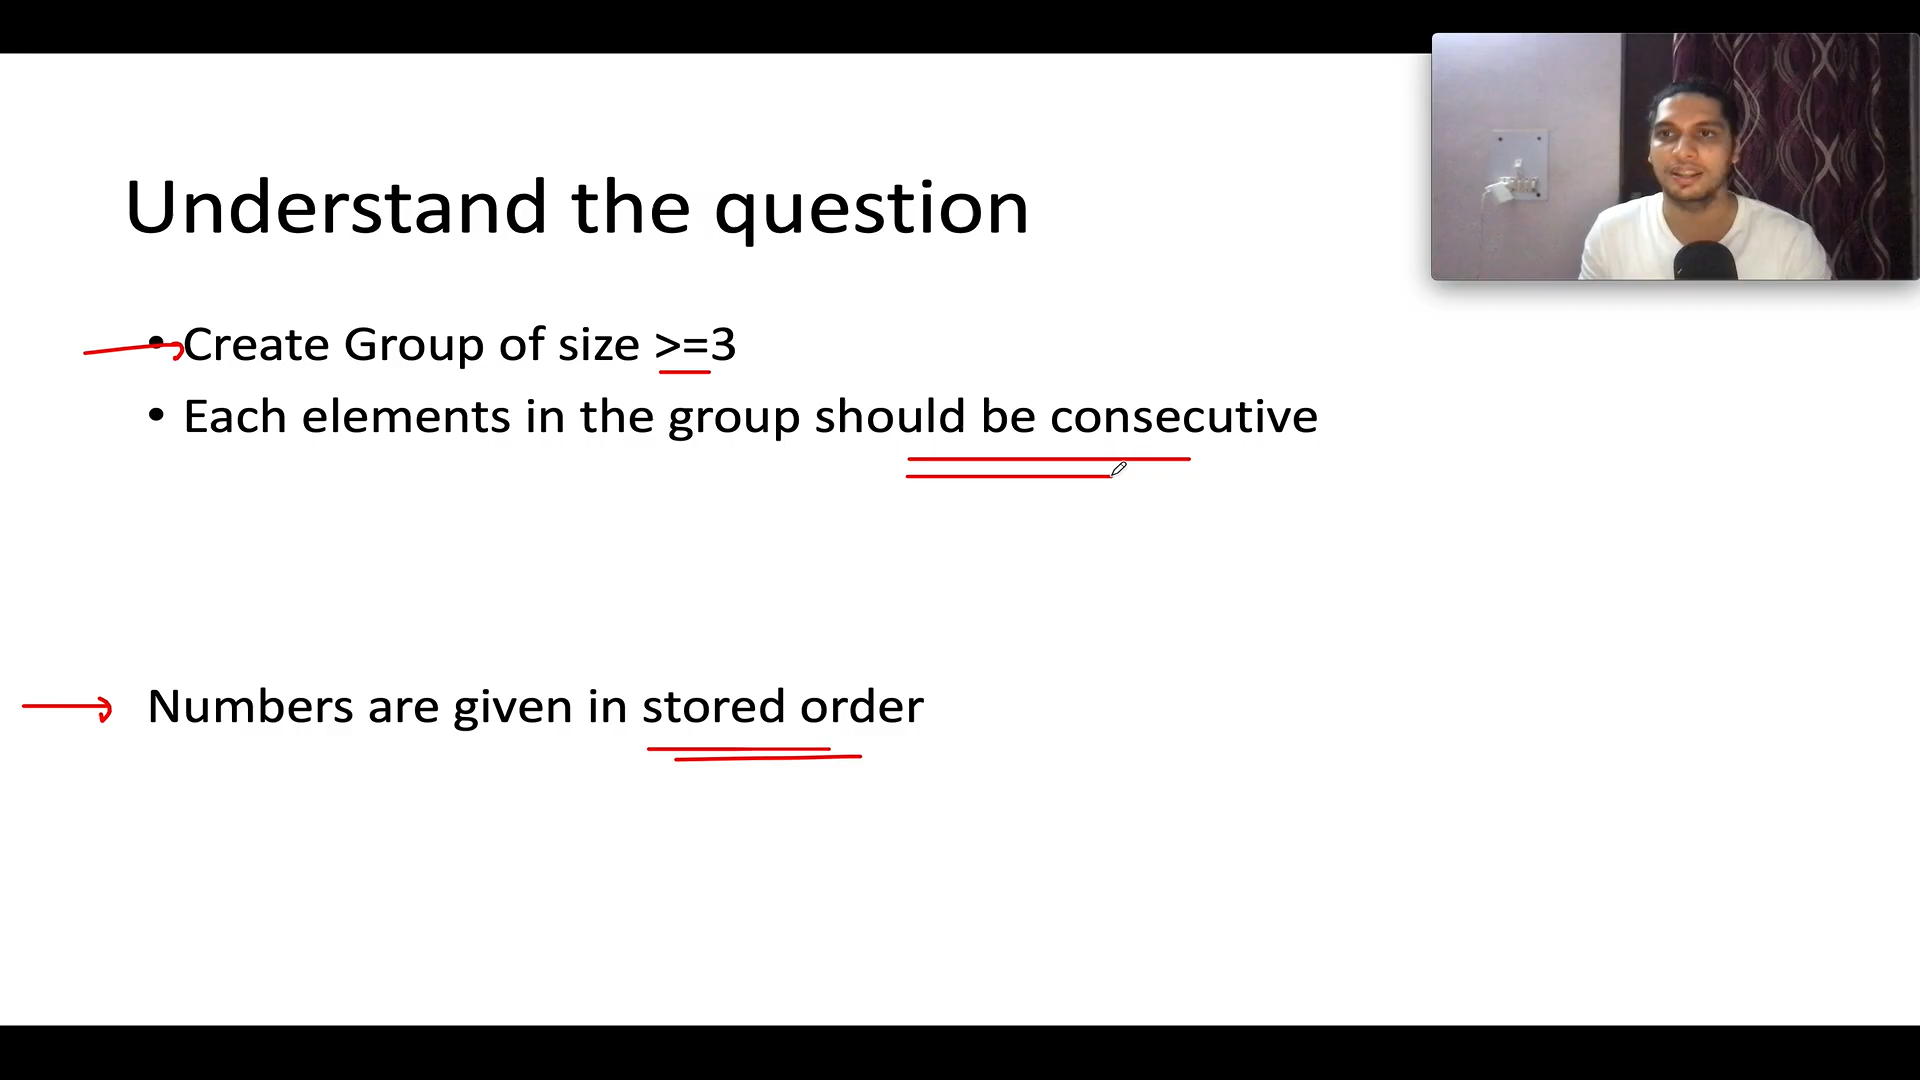 Understand the question
• Create Group of size >=3
• Each elements in the group should be consecutive
Numbers are given in stored order